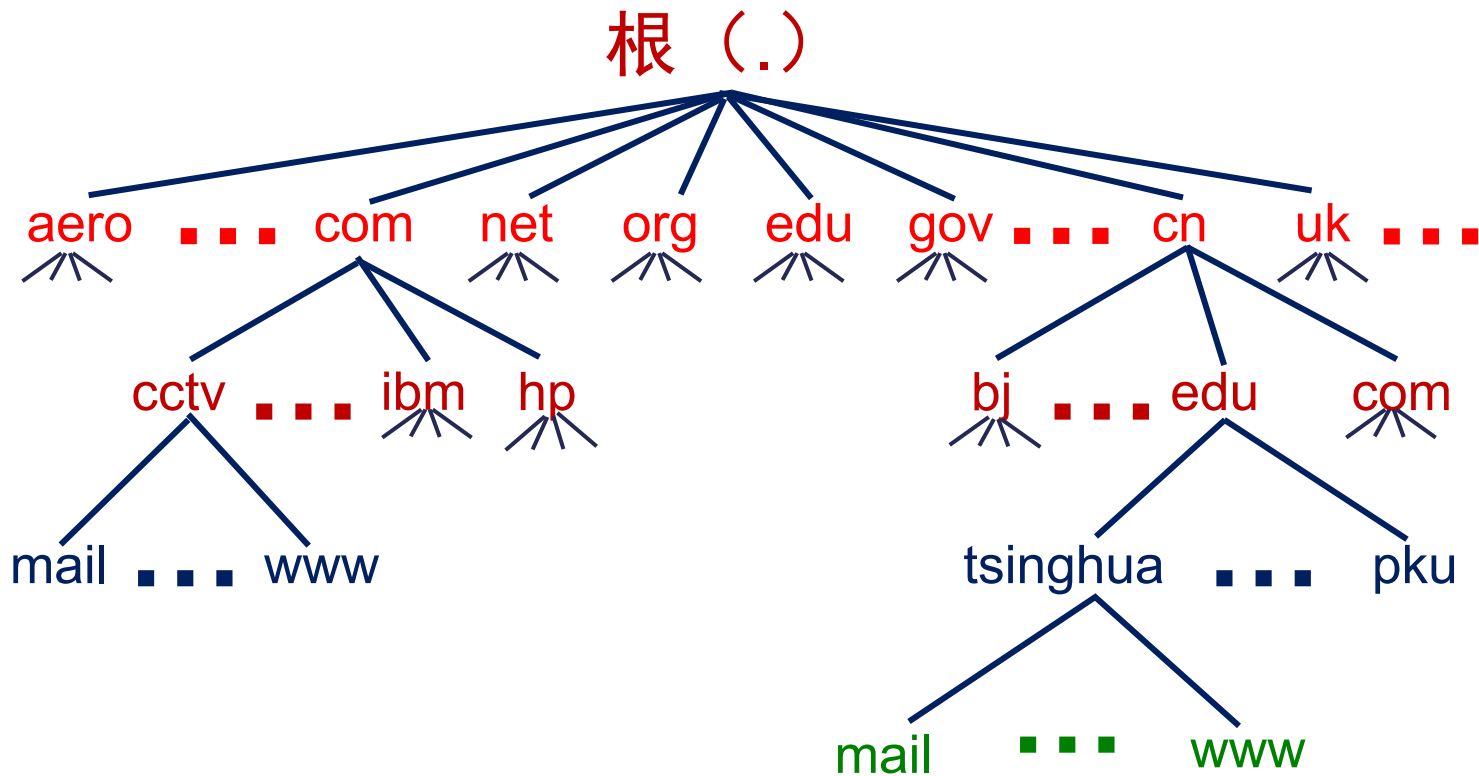 根（.）
aero ... com net org edu gov ... cn uk ...
cctv ... ibm hp bj ... edu com
mail ... www tsinghua ... pku
mail ... www